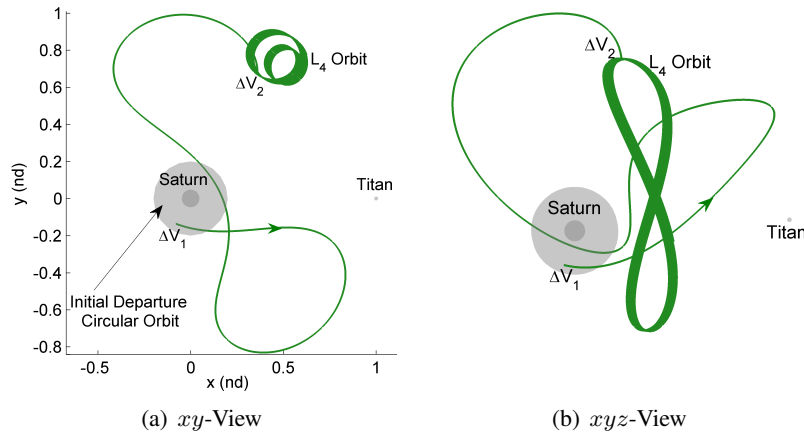 1
0.8
0.6
0.4
0.2
0
-0.2
-0.4
-0.6
-0.8
y (nd)
-0.5
0
0.5
1
x (nd)
L₄ Orbit
ΔV₂
Saturn
Titan
ΔV₁
Initial Departure
Circular Orbit
(a) xy-View
ΔV₂
L₄ Orbit
Saturn
Titan
ΔV₁
(b) xyz-View